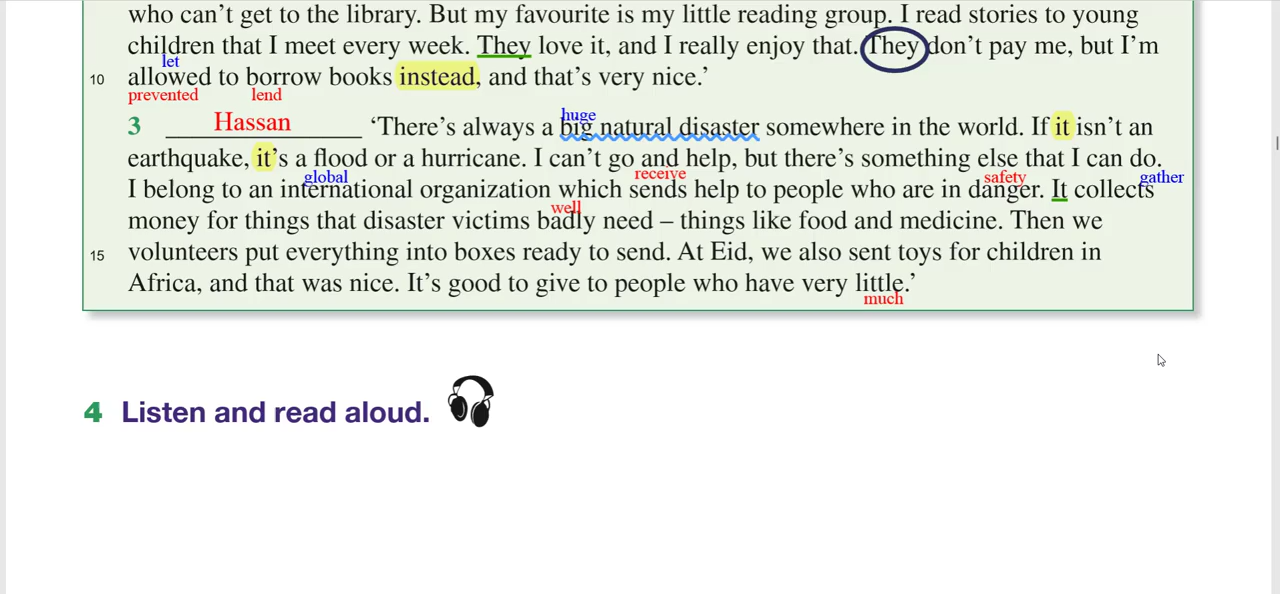 who can't get to the library. But my favourite is my little reading group. I read stories to young
children that I meet every week. They love it, and I really enjoy that. They don't pay me, but I'm
let
10 allowed to borrow books instead, and that's very nice.'
prevented lend
huge
3 Hassan 'There's always a big natural disaster somewhere in the world. If it isn't an
earthquake, it's a flood or a hurricane. I can't go and help, but there's something else that I can do.
global receive safety gather
I belong to an international organization which sends help to people who are in danger. It collects
well
money for things that disaster victims badly need – things like food and medicine. Then we
15 volunteers put everything into boxes ready to send. At Eid, we also sent toys for children in
Africa, and that was nice. It's good to give to people who have very little.'
much
4 Listen and read aloud.